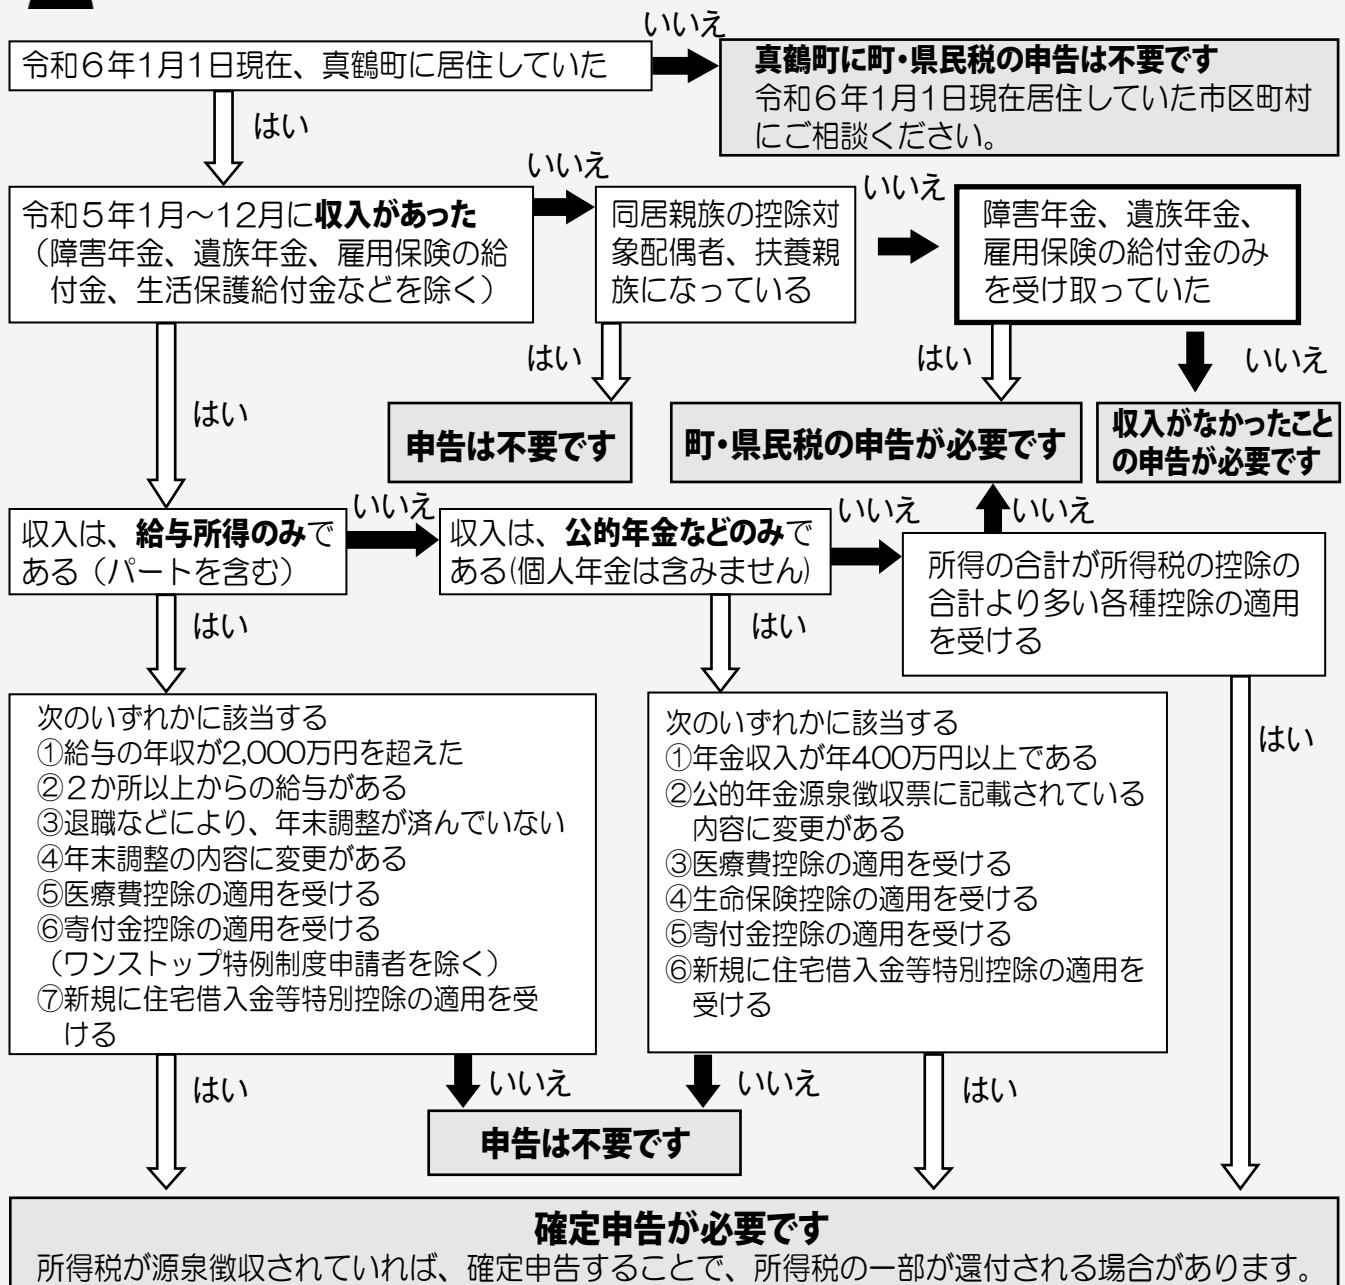 いいえ
令和6年1月1日現在、真鶴町に居住していた
真鶴町に町・県民税の申告は不要です
令和6年1月1日現在居住していた市区町村
にご相談ください。
はい
いいえ
令和5年1月〜12月に収入があった
（障害年金、遺族年金、雇用保険の給
付金、生活保護給付金などを除く）
同居親族の控除対
象配偶者、扶養親
族になっている
いいえ
障害年金、遺族年金、
雇用保険の給付金のみ
を受け取っていた
はい
はい
はい
いいえ
申告は不要です
町・県民税の申告が必要です
収入がなかったこと
の申告が必要です
収入は、給与所得のみで
ある（パートを含む）
いいえ
収入は、公的年金などのみで
ある(個人年金は含みません)
いいえ
いいえ
所得の合計が所得税の控除の
合計より多い各種控除の適用
を受ける
はい
はい
はい
次のいずれかに該当する
①給与の年収が2,000万円を超えた
②２か所以上からの給与がある
③退職などにより、年末調整が済んでいない
④年末調整の内容に変更がある
⑤医療費控除の適用を受ける
⑥寄付金控除の適用を受ける
（ワンストップ特例制度申請者を除く）
⑦新規に住宅借入金等特別控除の適用を受
ける
次のいずれかに該当する
①年金収入が年400万円以上である
②公的年金源泉徴収票に記載されている
内容に変更がある
③医療費控除の適用を受ける
④生命保険控除の適用を受ける
⑤寄付金控除の適用を受ける
⑥新規に住宅借入金等特別控除の適用を
受ける
はい
いいえ
いいえ
はい
申告は不要です
確定申告が必要です
所得税が源泉徴収されていれば、確定申告することで、所得税の一部が還付される場合があります。